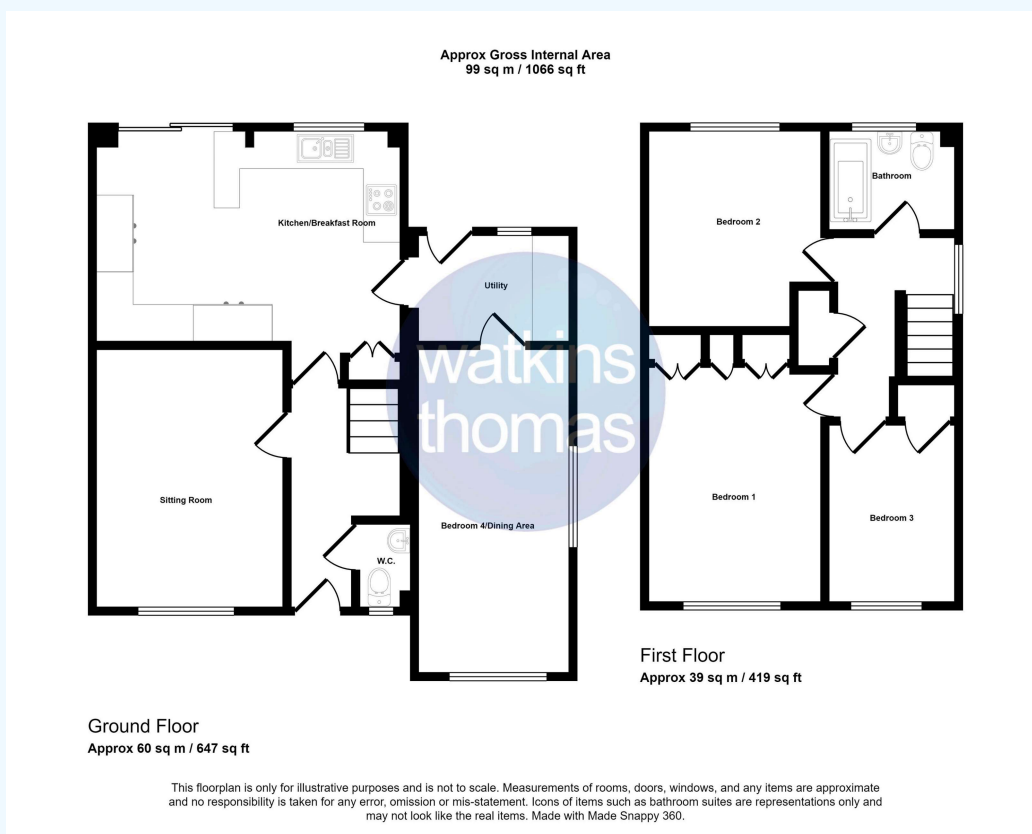 Approx Gross Internal Area
99 sq m / 1066 sq ft
Kitchen/Breakfast Room
Utility
Sitting Room
Bedroom 4/Dining Area
W.C.
Bedroom 2
Bathroom
Bedroom 1
Bedroom 3
watkins
thomas
Ground Floor
Approx 60 sq m / 647 sq ft
First Floor
Approx 39 sq m / 419 sq ft
This floorplan is only for illustrative purposes and is not to scale. Measurements of rooms, doors, windows, and any items are approximate
and no responsibility is taken for any error, omission or mis-statement. Icons of items such as bathroom suites are representations only and
may not look like the real items. Made with Made Snappy 360.